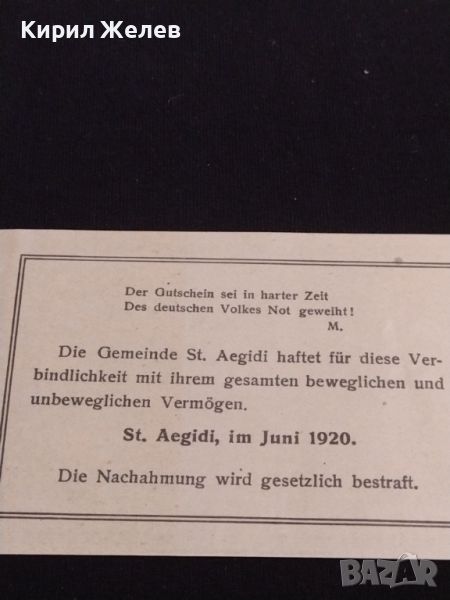 Кирил Желев
Der Gutschein sei in harter Zeit
Des deutschen Volkes Not geweiht!
M.
Die Gemeinde St. Aegidi haftet für diese Ver-
bindlichkeit mit ihrem gesamten beweglichen und
unbeweglichen Vermögen.
St. Aegidi, im Juni 1920.
Die Nachahmung wird gesetzlich bestraft.
BAZAR